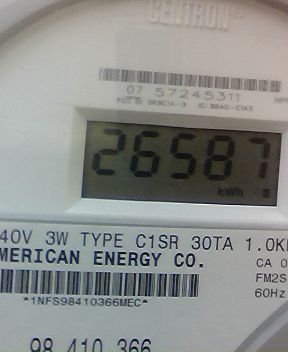 CENTRON®
07 57245311
26587
kWh
40V 3W TYPE C1SR 30TA 1.0K
MERICAN ENERGY CO.
CA 0
FM2S
60Hz
*1NFS98410366MEC*
98 410 366